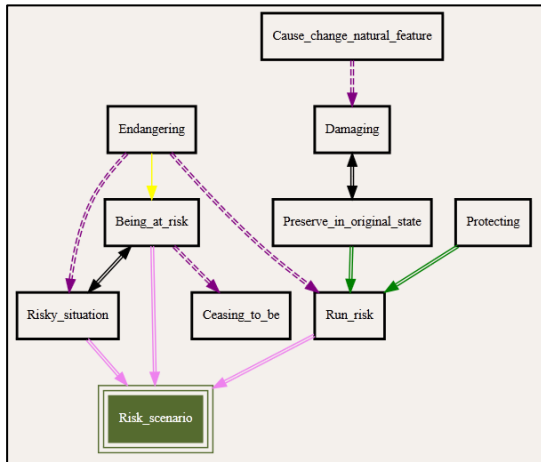 Cause_change_natural_feature
Endangering
Damaging
Being_at_risk
Preserve_in_original_state
Protecting
Risky_situation
Ceasing_to_be
Run_risk
Risk_scenario